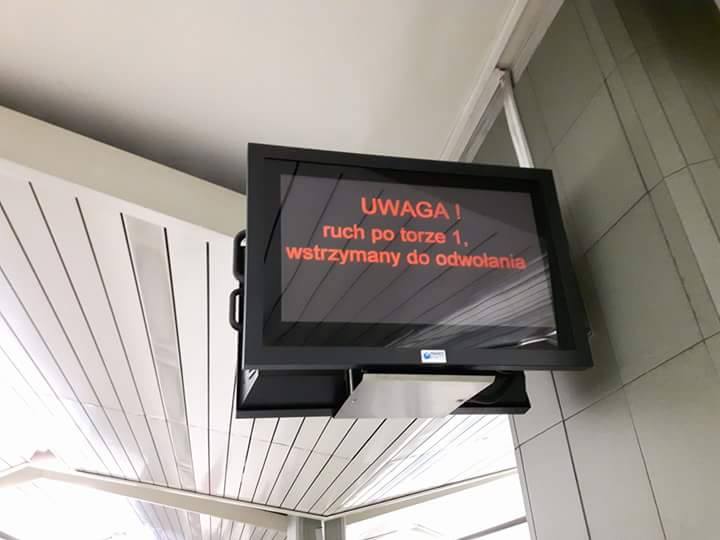 UWAGA !
ruch po torze 1,
wstrzymany do odwołania